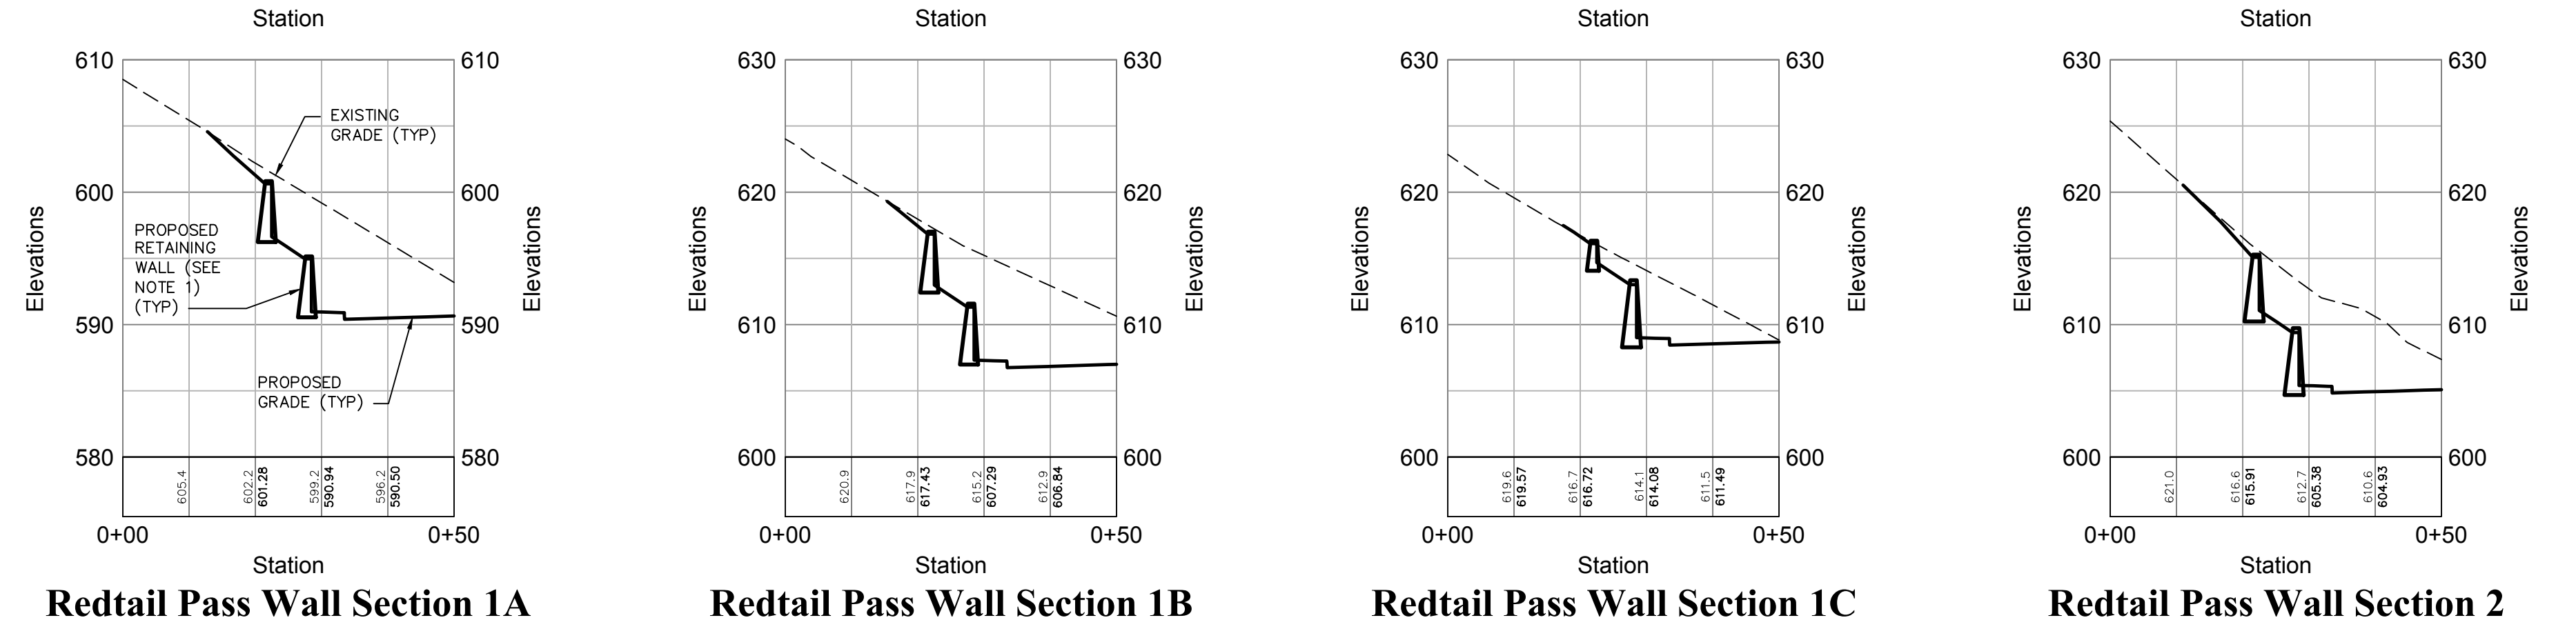 Station
610
610
600
600
590
590
580
580
Elevations
Elevations
EXISTING
GRADE (TYP)
PROPOSED
RETAINING
WALL (SEE
NOTE 1)
(TYP)
PROPOSED
GRADE (TYP)
605.4
602.2
601.28
599.2
590.94
596.2
590.50
0+00
0+50
Station
Redtail Pass Wall Section 1A
Station
630
630
620
620
610
610
600
600
Elevations
Elevations
620.9
617.9
617.43
615.2
607.29
612.9
606.84
0+00
0+50
Station
Redtail Pass Wall Section 1B
Station
630
630
620
620
610
610
600
600
Elevations
Elevations
619.6
619.57
616.7
616.72
614.1
614.08
611.5
611.49
0+00
0+50
Station
Redtail Pass Wall Section 1C
Station
630
630
620
620
610
610
600
600
Elevations
Elevations
621.0
616.6
615.91
612.7
605.38
610.6
604.93
0+00
0+50
Station
Redtail Pass Wall Section 2